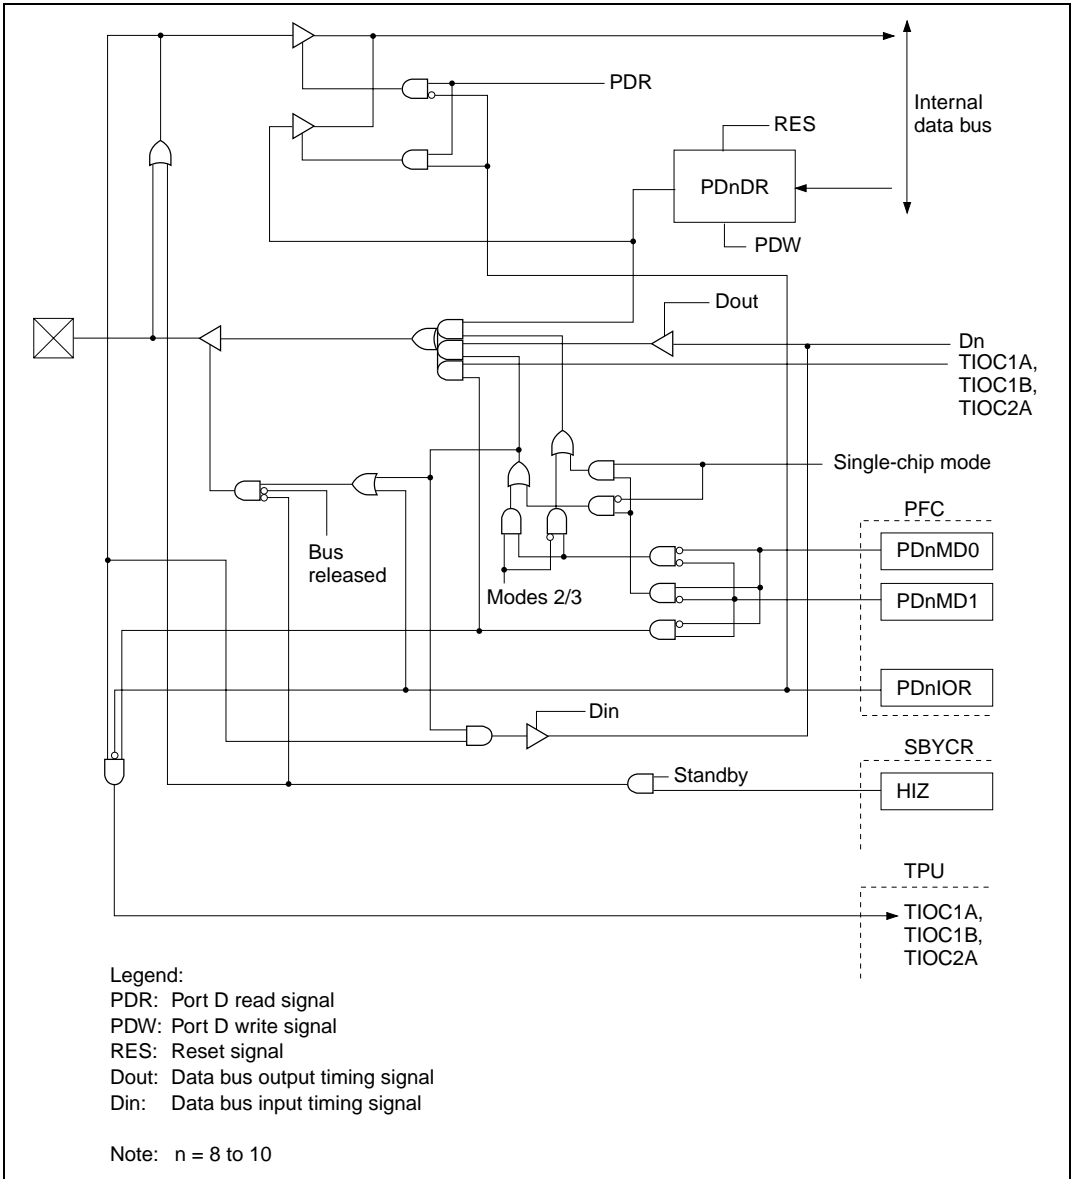 PDR
Internal
data bus
RES
PDnDR
PDW
Dout
Dn
TIOC1A,
TIOC1B,
TIOC2A
Single-chip mode
PFC
PDnMD0
Bus
released
Modes 2/3
PDnMD1
PDnIOR
Din
SBYCR
Standby
HIZ
TPU
TIOC1A,
TIOC1B,
TIOC2A
Legend:
PDR: Port D read signal
PDW: Port D write signal
RES: Reset signal
Dout: Data bus output timing signal
Din: Data bus input timing signal
Note: n = 8 to 10